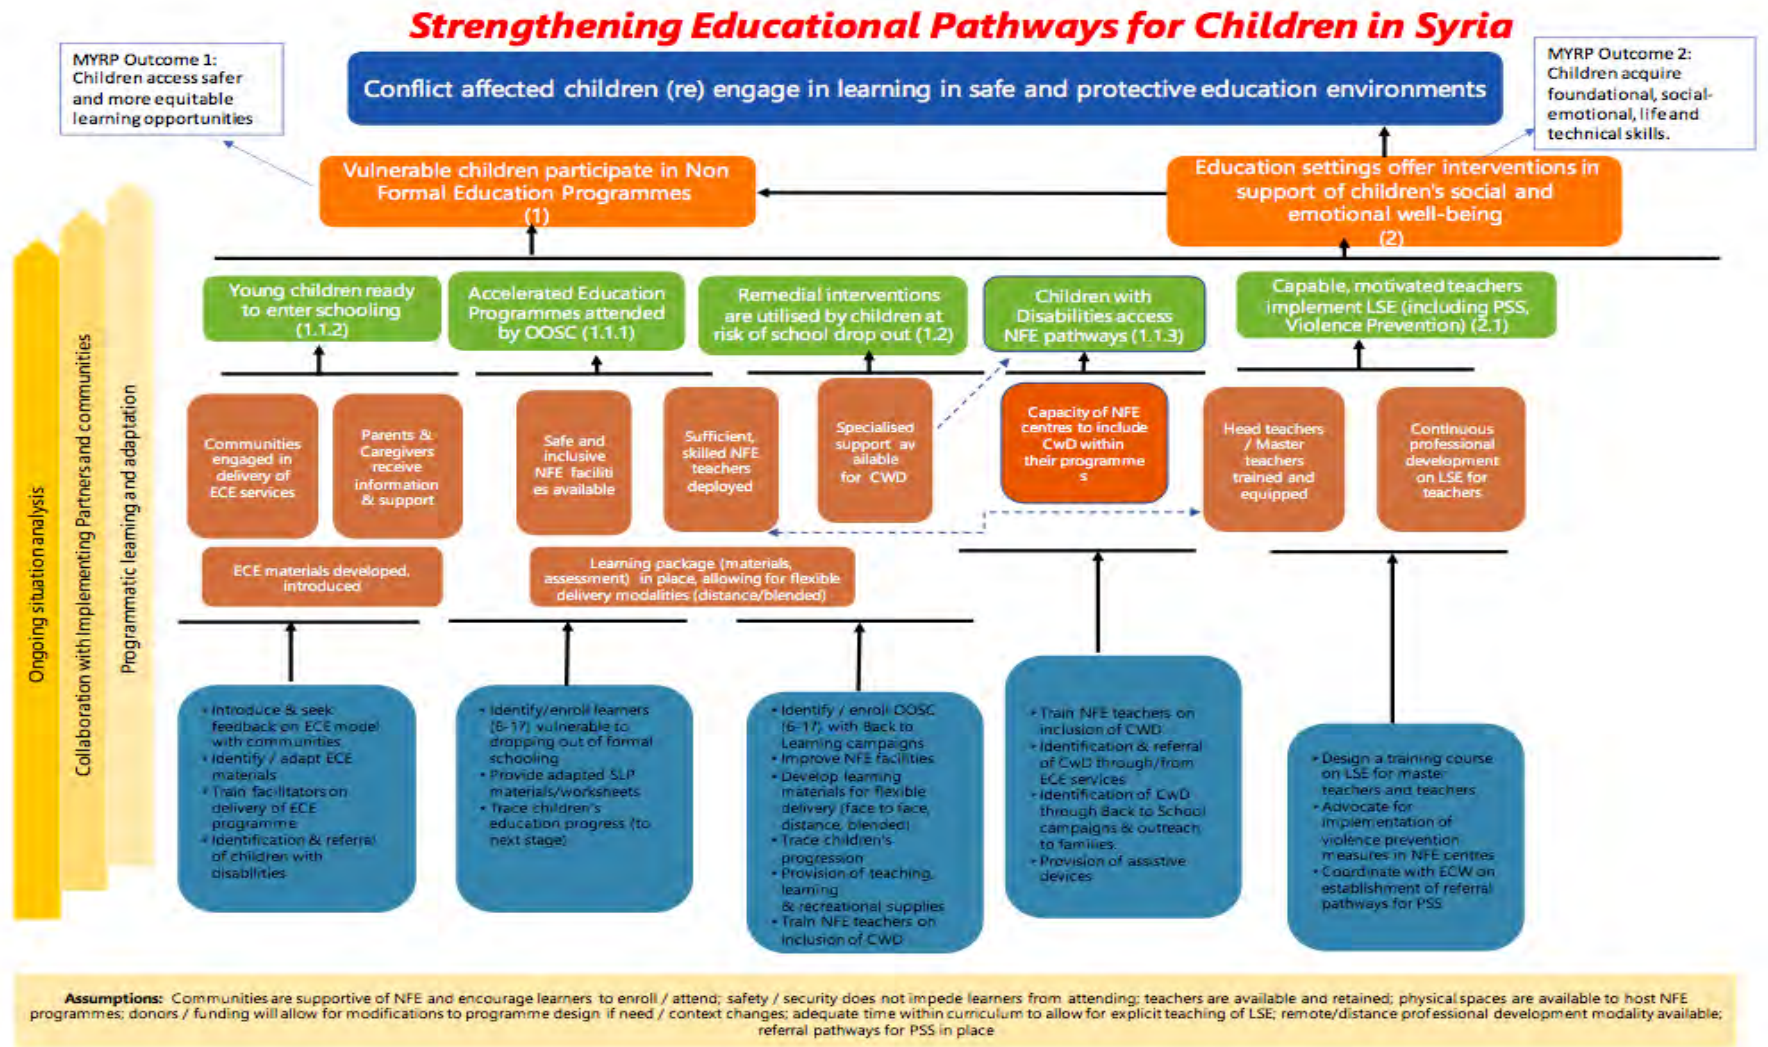 Strengthening Educational Pathways for Children in Syria
MYRP Outcome 1:
Children access safer
and more equitable
learning opportunities
Conflict affected children (re) engage in learning in safe and protective education environments
MYRP Outcome 2:
Children acquire
foundational, social-
emotional, life and
technical skills.
Vulnerable children participate in Non
Formal Education Programmes
(1)
Education settings offer interventions in
support of children's social and
emotional well-being
(2)
Ongoing situation analysis
Collaboration with Implementing Partners and communities
Programmatic learning and adaptation
Young children ready
to enter schooling
(1.1.2)
Accelerated Education
Programmes attended
by OOSC (1.1.1)
Remedial interventions
are utilised by children at
risk of school drop out (1.2)
Children with
Disabilities access
NFE pathways (1.1.3)
Capable, motivated teachers
implement LSE (including PSS,
Violence Prevention) (2.1)
Communities
engaged in
delivery of
ECE services
Parents &
Caregivers
receive
information
& support
Safe and
inclusive
NFE faciliti
es available
Sufficient,
skilled NFE
teachers
deployed
Specialised
support av
ailable
for CWD
Capacity of NFE
centres to include
CwD within
their programme
s
Head teachers
/ Master
teachers
trained and
equipped
Continuous
professional
development
on LSE for
teachers
ECE materials developed,
introduced
Learning package (materials,
assessment) in place, allowing for flexible
delivery modalities (distance/blended)
• Introduce & seek
feedback on ECE model
with communities
• Identify / adapt ECE
materials
• Train facilitators on
delivery of ECE
programme
• Identification & referral
of children with
disabilities
• Identify/enroll learners
(6-17) vulnerable to
dropping out of formal
schooling
• Provide adapted SLP
materials/worksheets
• Trace children's
education progress (to
next stage)
• Identify / enroll OOSC
(6-17) with Back to
Learning campaigns
• Improve NFE facilities
• Develop learning
materials for flexible
delivery (face to face,
distance, blended)
• Trace children's
progression
• Provision of teaching,
learning
& recreational supplies
• Train NFE teachers on
inclusion of CWD
• Train NFE teachers on
inclusion of CWD
• Identification & referral
of CwD through/from
ECE services
• Identification of CwD
through Back to School
campaigns & outreach
to families.
• Provision of assistive
devices
• Design a training course
on LSE for master
teachers and teachers
• Advocate for
implementation of
violence prevention
measures in NFE centres
• Coordinate with ECW on
establishment of referral
pathways for PSS
Assumptions: Communities are supportive of NFE and encourage learners to enroll / attend; safety / security does not impede learners from attending; teachers are available and retained; physical spaces are available to host NFE
programmes; donors / funding will allow for modifications to programme design if need / context changes; adequate time within curriculum to allow for explicit teaching of LSE; remote/distance professional development modality available;
referral pathways for PSS in place